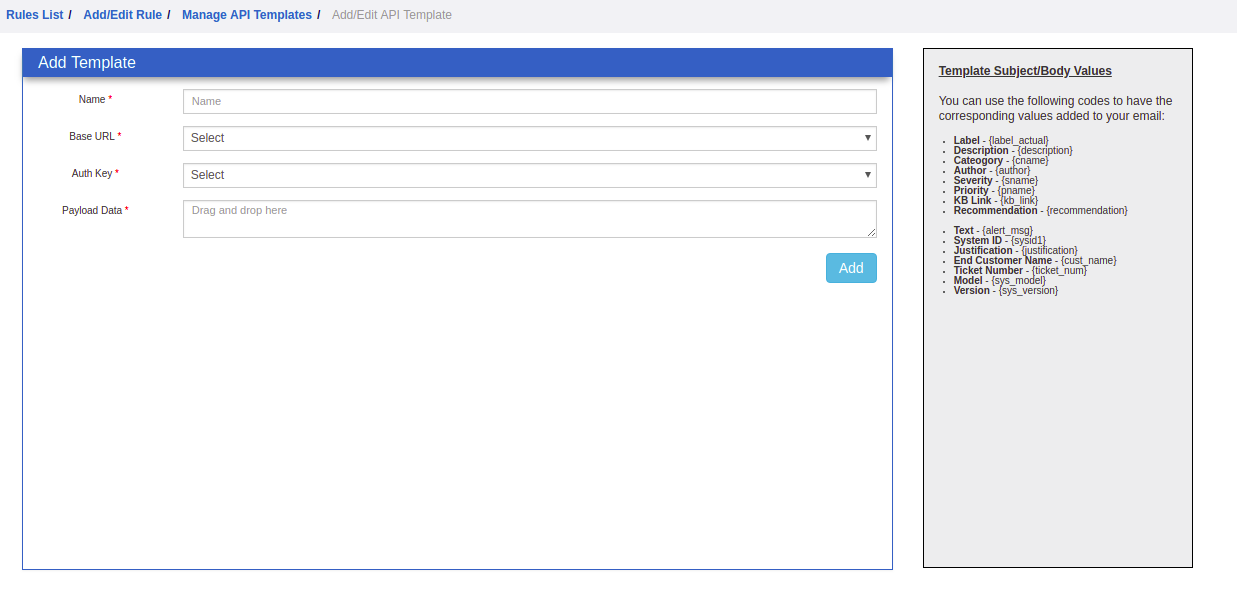 Rules List / Add/Edit Rule / Manage API Templates / Add/Edit API Template
Add Template
Name *
Name
Base URL *
Select
Auth Key *
Select
Payload Data *
Drag and drop here
Add
Template Subject/Body Values
You can use the following codes to have the
corresponding values added to your email:
Label - {label_actual}
Description - {description}
Cateogory - {cname}
Author - {author}
Severity - {sname}
Priority - {pname}
KB Link - {kb_link}
Recommendation - {recommendation}
Text - {alert_msg}
System ID - {sysid1}
Justification - {justification}
End Customer Name - {cust_name}
Ticket Number - {ticket_num}
Model - {sys_model}
Version - {sys_version}